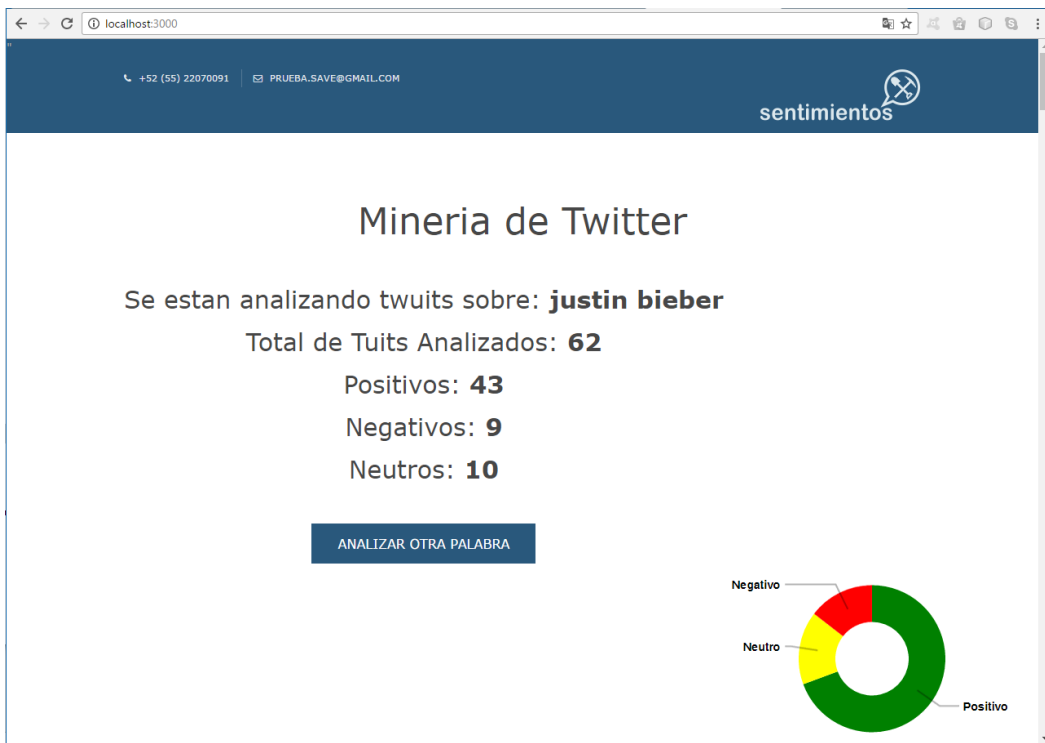 localhost:3000
+52 (55) 22070091 PRUEBA.SAVE@GMAIL.COM
sentimientos
Mineria de Twitter
Se estan analizando twuits sobre: justin bieber
Total de Tuits Analizados: 62
Positivos: 43
Negativos: 9
Neutros: 10
ANALIZAR OTRA PALABRA
Negativo
Neutro
Positivo